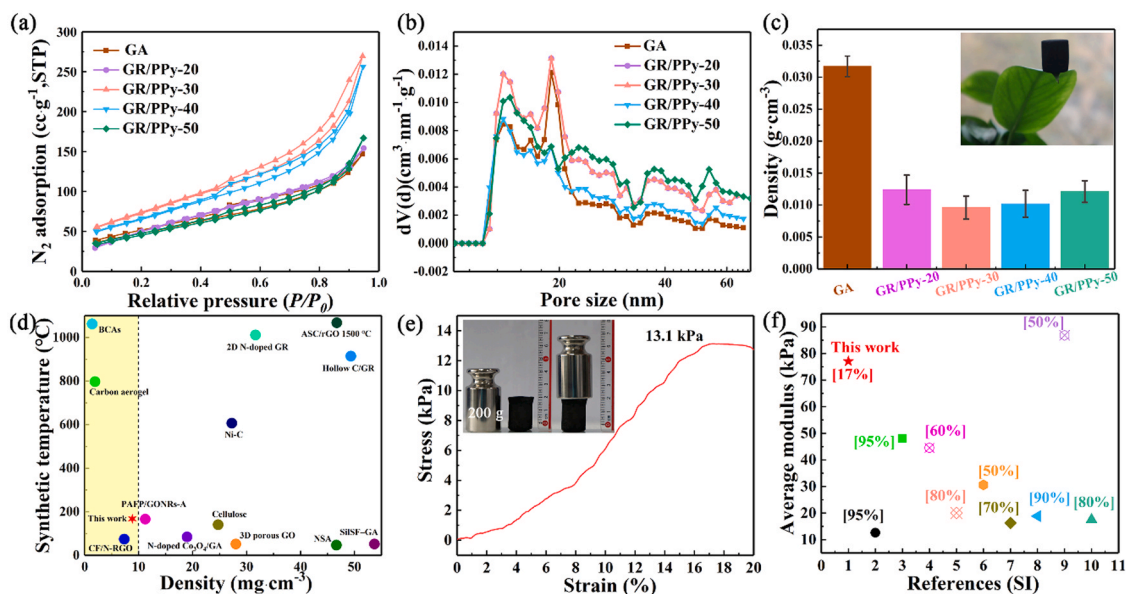 (a)
300
250
200
150
100
50
0
N2 adsorption (cc·g-1,STP)
GA
GR/PPy-20
GR/PPy-30
GR/PPy-40
GR/PPy-50
0.0 0.2 0.4 0.6 0.8 1.0
Relative pressure (P/P0)
(b)
0.014
0.012
0.010
0.008
0.006
0.004
0.002
0.000
-0.002
dV(d)(cm3·nm-1·g-1)
GA
GR/PPy-20
GR/PPy-30
GR/PPy-40
GR/PPy-50
20 40 60
Pore size (nm)
(c)
0.035
0.030
0.025
0.020
0.015
0.010
0.005
0.000
Density (g·cm-3)
GA GR/PPy-20 GR/PPy-30 GR/PPy-40 GR/PPy-50
(d)
1000
800
600
400
200
0
Synthetic temperature (°C)
BCAs
ASC/rGO 1500 °C
2D N-doped GR
Hollow C/GR
Carbon aerogel
Ni-C
PAEP/GONRs-A
This work
Cellulose
CF/N-RGO
N-doped Co3O4/GA
3D porous GO
NSA
SilSF-GA
0 10 20 30 40 50
Density (mg·cm-3)
(e)
14
12
10
8
6
4
2
0
Stress (kPa)
200 g
13.1 kPa
0 2 4 6 8 10 12 14 16 18 20
Strain (%)
(f)
90
80
70
60
50
40
30
20
10
Average modulus (kPa)
[50%]
This work
[17%]
[95%]
[60%]
[50%]
[80%]
[70%]
[90%]
[80%]
[95%]
0 1 2 3 4 5 6 7 8 9 10 11
References (SI)